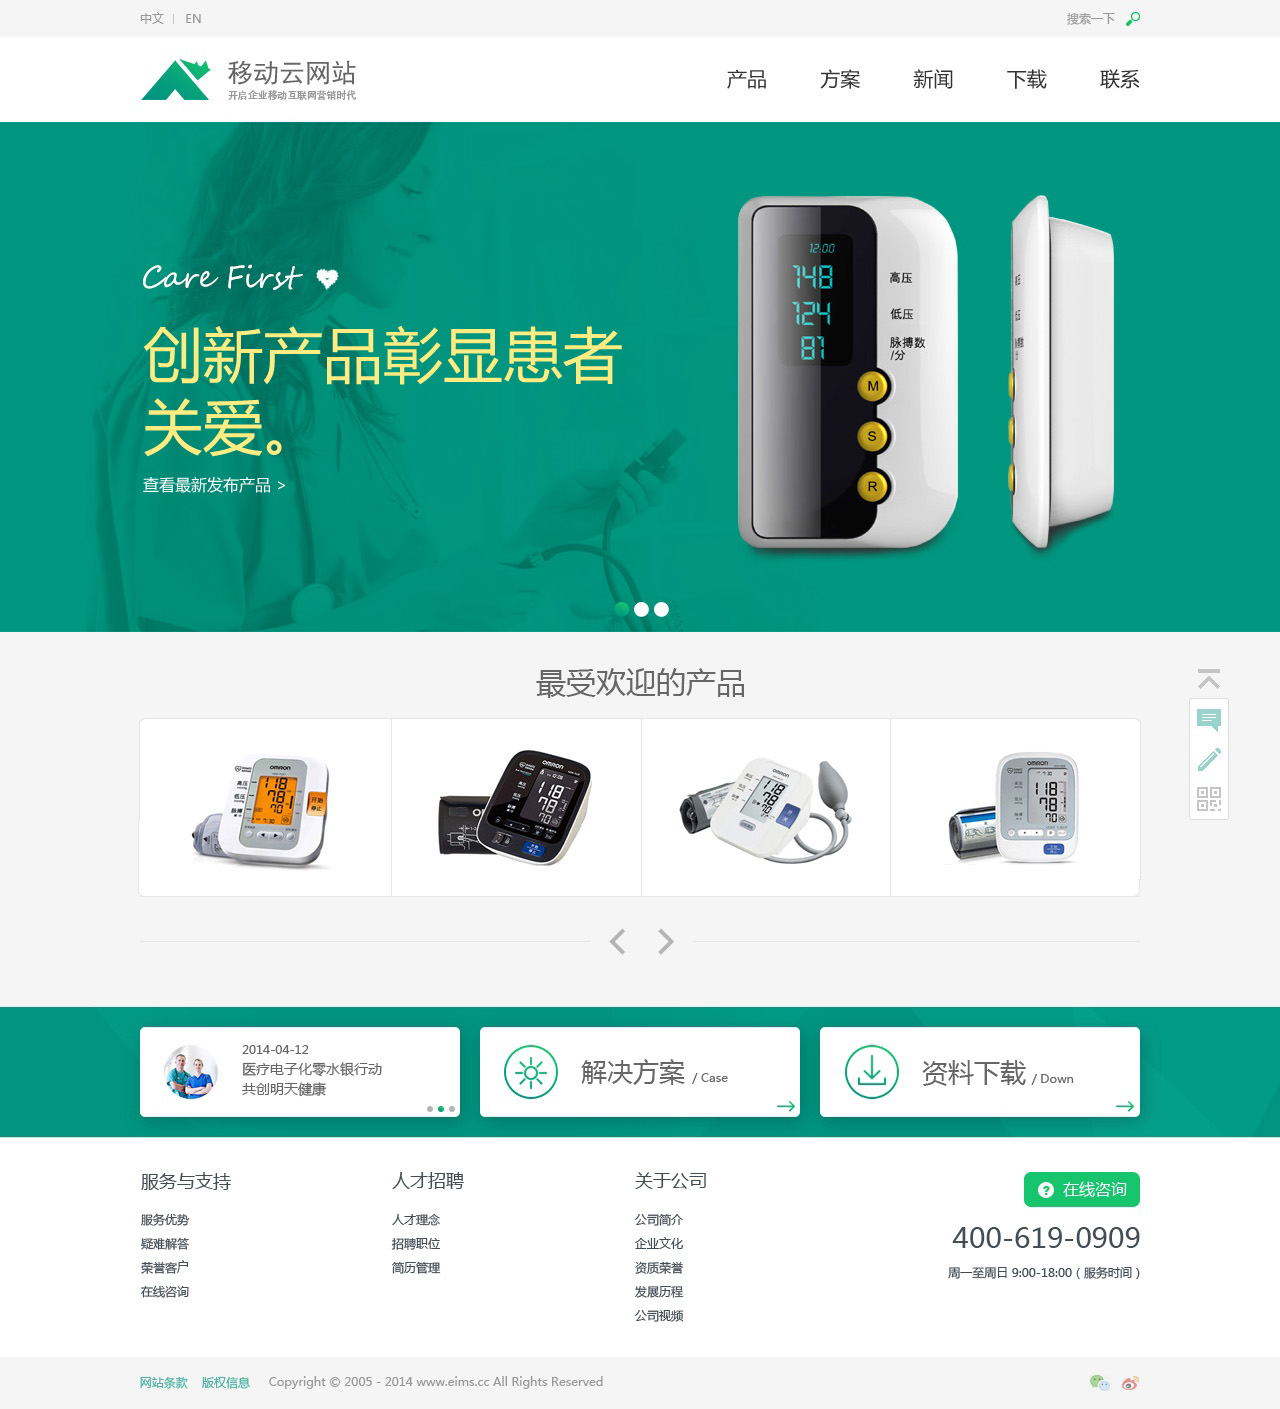 中文 | EN
搜索一下
移动云网站
开启企业移动互联网营销时代
产品 方案 新闻 下载 联系
Care First
创新产品彰显患者
关爱。
查看最新发布产品 >
12:00
148 高压
124 低压
81 脉搏数
/分
M
S
R
最受欢迎的产品
OMRON
OMRON
OMRON
OMRON
2014-04-12
医疗电子化零水银行动
共创明天健康
解决方案 / Case
资料下载 / Down
服务与支持
服务优势
疑难解答
荣誉客户
在线咨询
人才招聘
人才理念
招聘职位
简历管理
关于公司
公司简介
企业文化
资质荣誉
发展历程
公司视频
在线咨询
400-619-0909
周一至周日 9:00-18:00 ( 服务时间 )
网站条款 版权信息 Copyright © 2005 - 2014 www.eims.cc All Rights Reserved